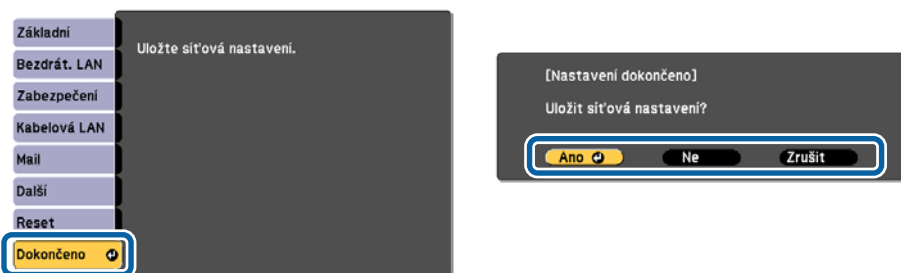 Základní
Bezdrát. LAN
Zabezpečení
Kabelová LAN
Mail
Další
Reset
Dokončeno
Uložte síťová nastavení.
[Nastavení dokončeno]
Uložit síťová nastavení?
Ano Ne Zrušit